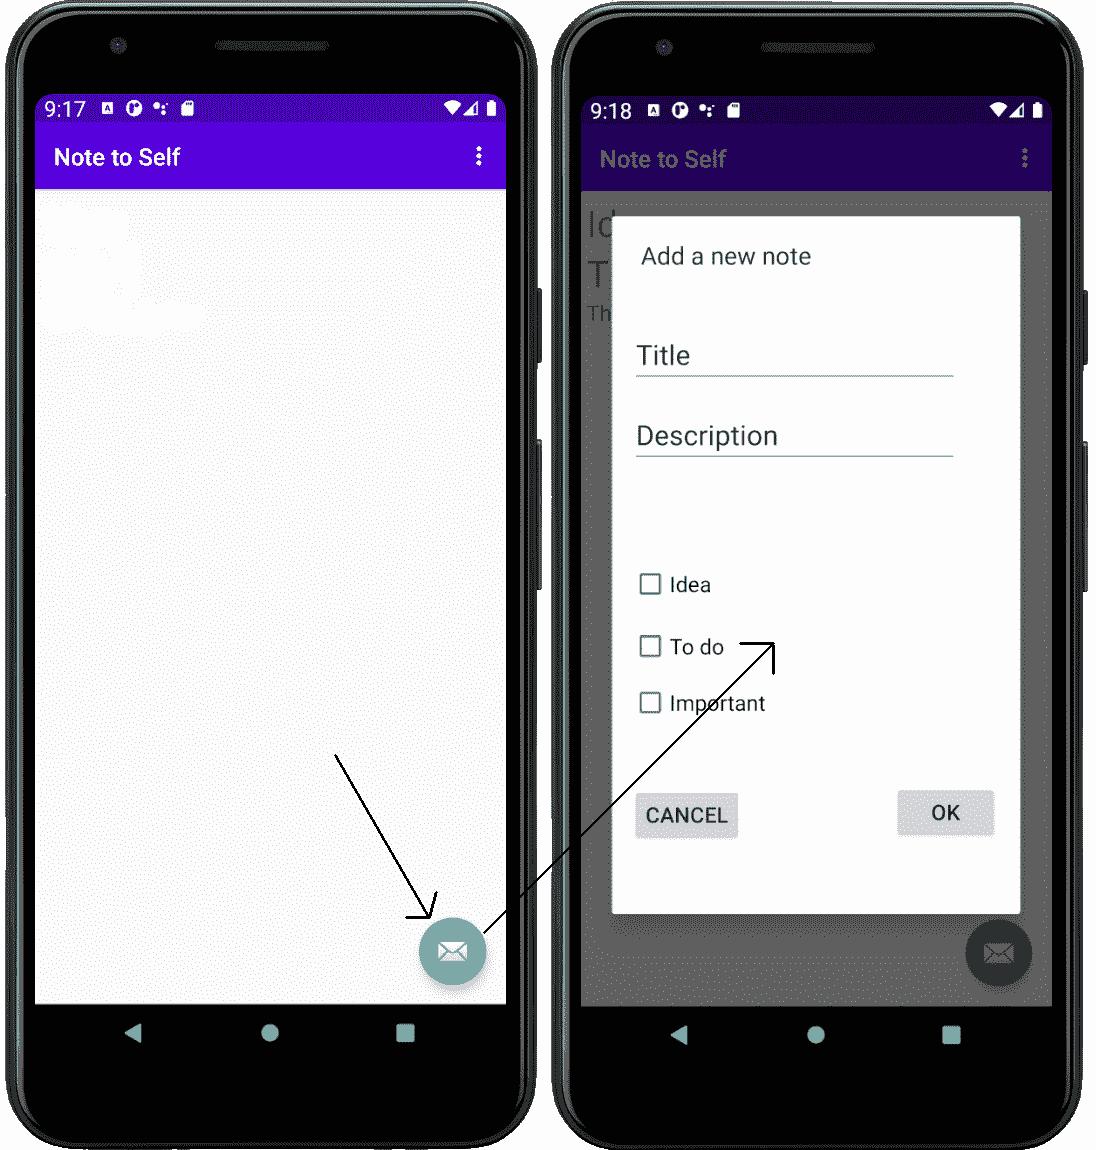 9:17
Note to Self
9:18
Note to Self
Id
T
Th
Add a new note
Title
Description
Idea
To do
Important
CANCEL
OK